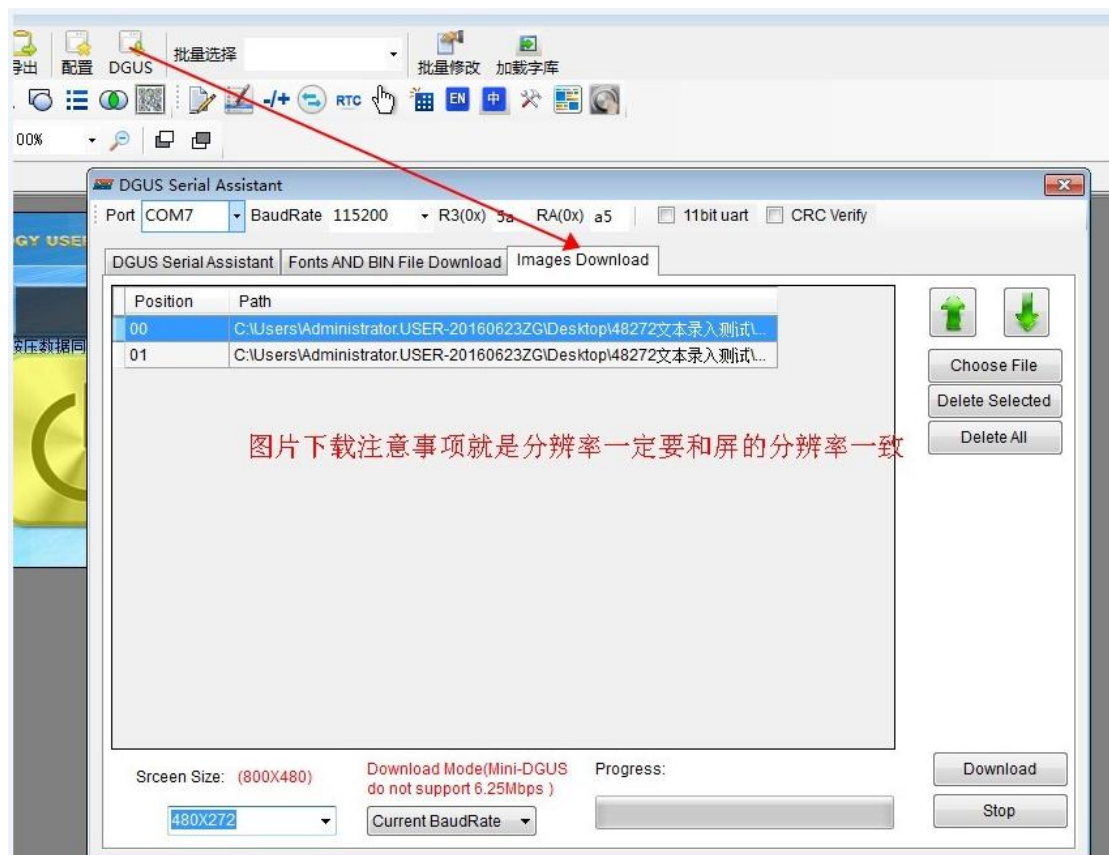 导出 配置 DGUS 批量选择 批量修改 加载字库
-/+ RTC EN 中
00%
DGUS Serial Assistant
Port COM7 BaudRate 115200 R3(0x) 5a RA(0x) a5 11bit uart CRC Verify
GY USE
DGUS Serial Assistant Fonts AND BIN File Download Images Download
Position Path
00 C:\Users\Administrator.USER-20160623ZG\Desktop\48272文本录入测试\...
01 C:\Users\Administrator.USER-20160623ZG\Desktop\48272文本录入测试\...
按压数据同
Choose File
Delete Selected
Delete All
图片下载注意事项就是分辨率一定要和屏的分辨率一致
Srceen Size: (800X480)
Download Mode(Mini-DGUS
do not support 6.25Mbps )
Progress:
Download
480X272
Current BaudRate
Stop